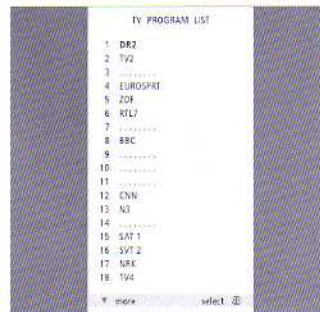 TV PROGRAM LIST
1 DR2
2 TV2
3 ........
4 EUROSPRT
5 ZDF
6 RTL7
7 ........
8 BBC
9 ........
10 ........
11 ........
12 CNN
13 N3
14 ........
15 SAT 1
16 SVT 2
17 NRK
18 TV4
▼ more select